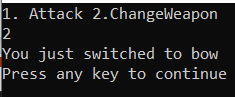 1. Attack 2.ChangeWeapon
2
You just switched to bow
Press any key to continue